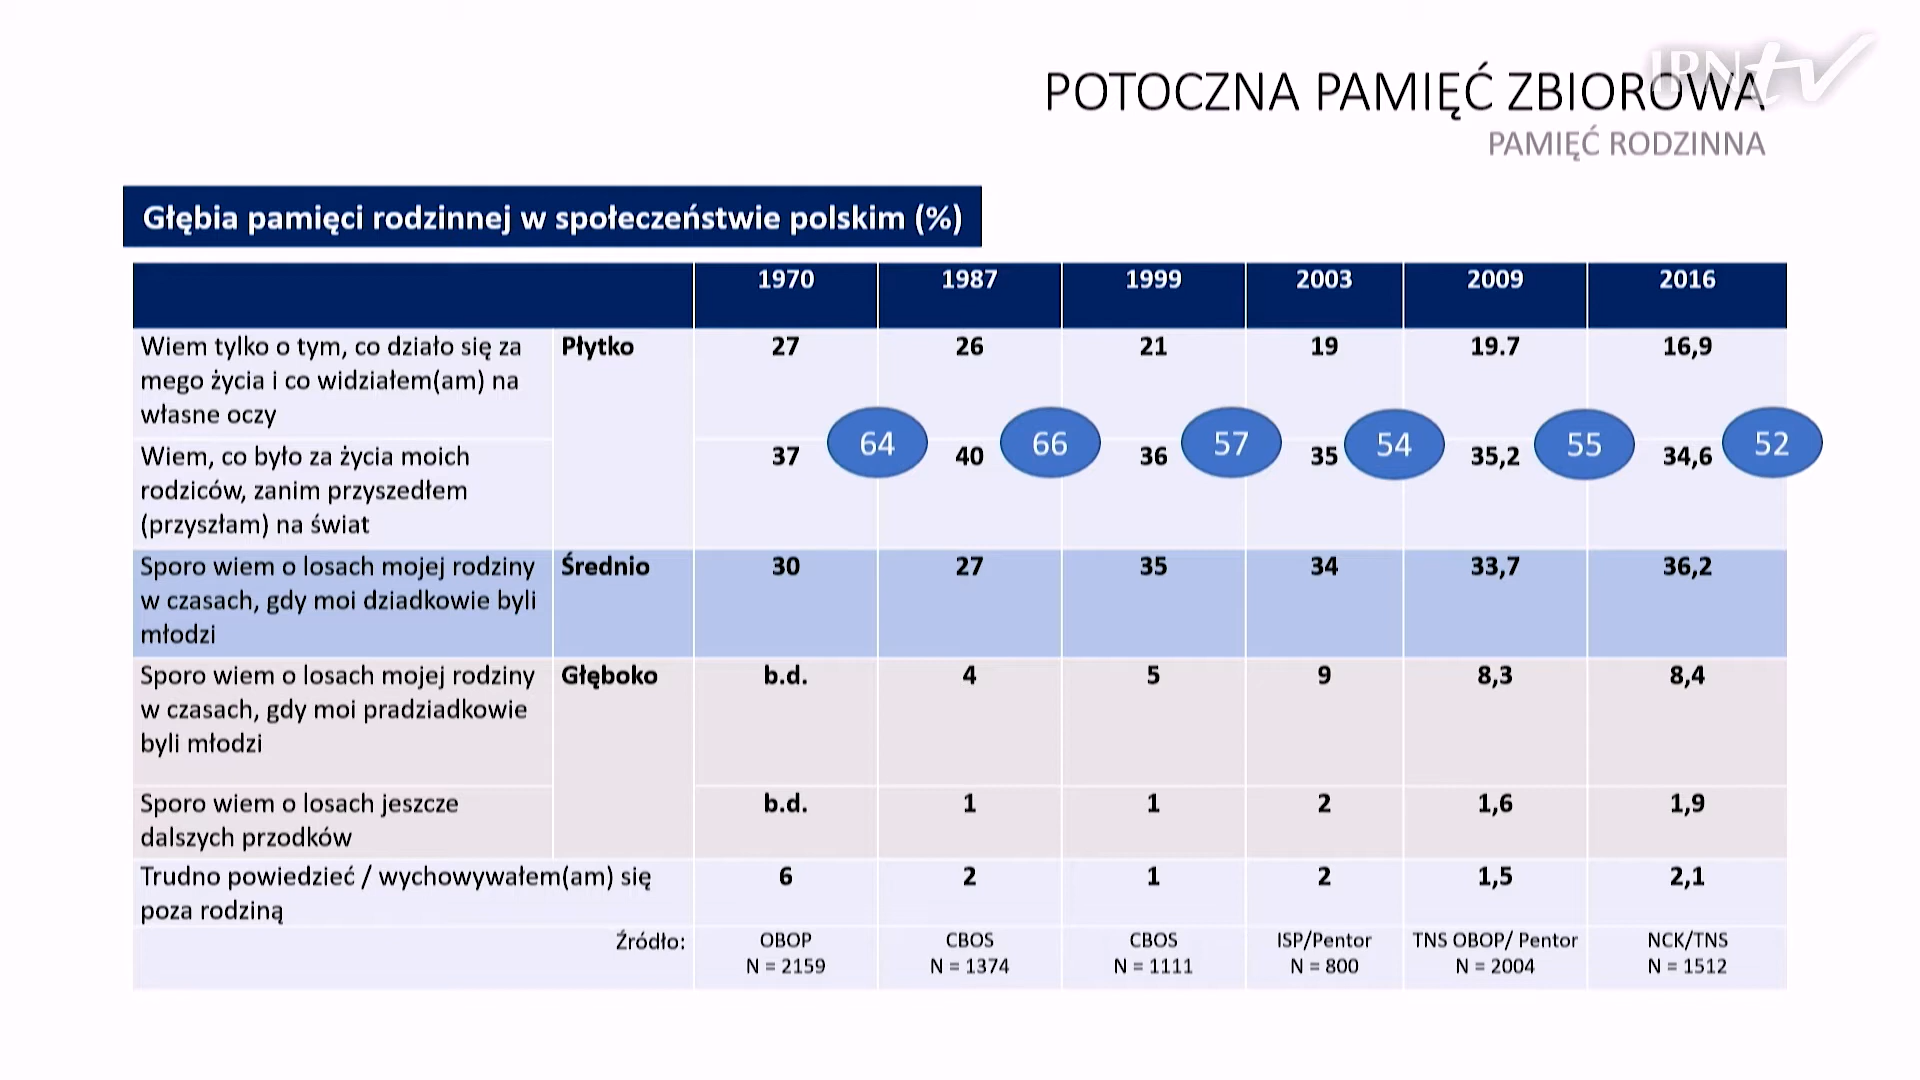 IPNtv
POTOCZNA PAMIĘĆ ZBIOROWA
PAMIĘĆ RODZINNA
Głębia pamięci rodzinnej w społeczeństwie polskim (%)
1970 1987 1999 2003 2009 2016
Wiem tylko o tym, co działo się za Płytko 27 26 21 19 19.7 16,9
mego życia i co widziałem(am) na
własne oczy
64 66 57 54 55 52
Wiem, co było za życia moich 37 40 36 35 35,2 34,6
rodziców, zanim przyszedłem
(przyszłam) na świat
Sporo wiem o losach mojej rodziny Średnio 30 27 35 34 33,7 36,2
w czasach, gdy moi dziadkowie byli
młodzi
Sporo wiem o losach mojej rodziny Głęboko b.d. 4 5 9 8,3 8,4
w czasach, gdy moi pradziadkowie
byli młodzi
Sporo wiem o losach jeszcze b.d. 1 1 2 1,6 1,9
dalszych przodków
Trudno powiedzieć / wychowywałem(am) się 6 2 1 2 1,5 2,1
poza rodziną
Źródło: OBOP CBOS CBOS ISP/Pentor TNS OBOP/ Pentor NCK/TNS
N = 2159 N = 1374 N = 1111 N = 800 N = 2004 N = 1512